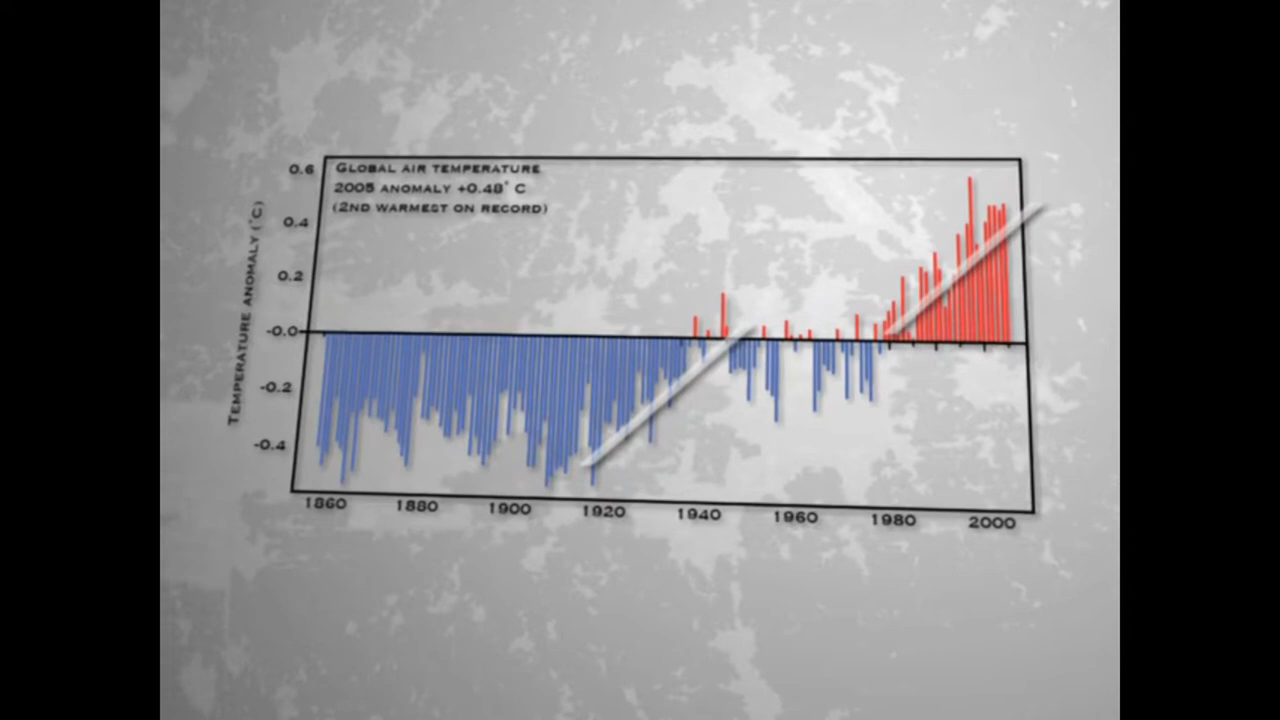 GLOBAL AIR TEMPERATURE
2005 ANOMALY +0.48° C
(2ND WARMEST ON RECORD)
TEMPERATURE ANOMALY (°C)
0.6
0.4
0.2
-0.0
-0.2
-0.4
1860 1880 1900 1920 1940 1960 1980 2000